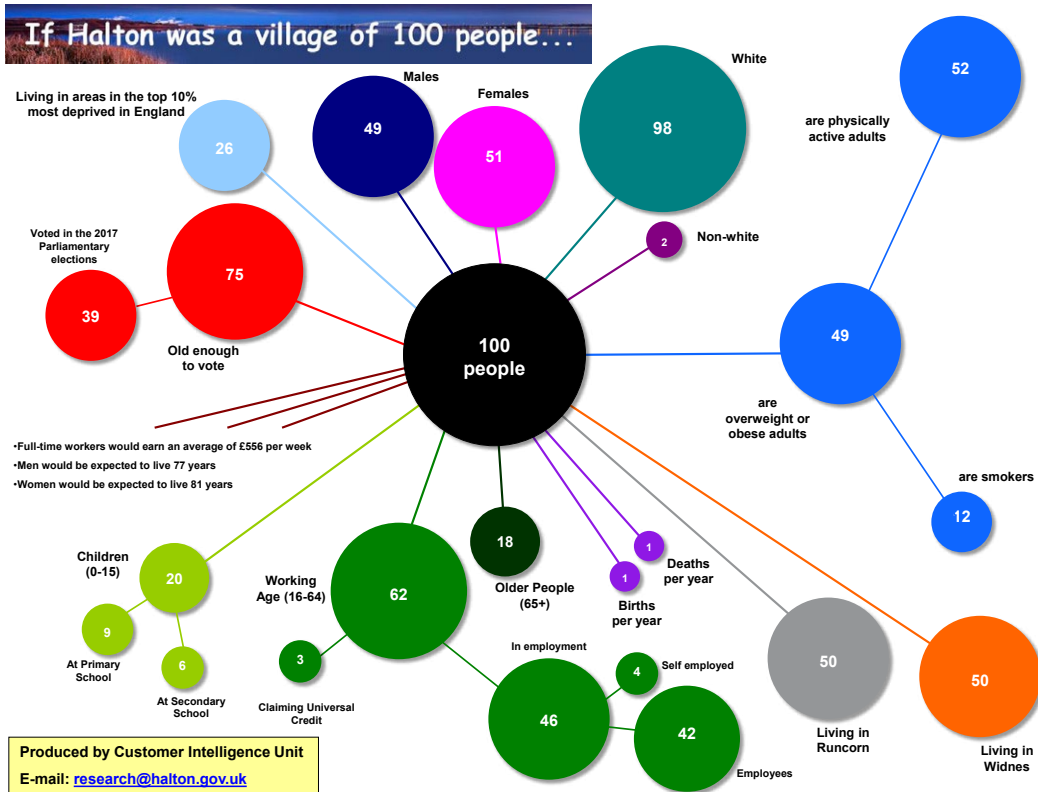 If Halton was a village of 100 people...
Living in areas in the top 10%
most deprived in England
26
Males
49
Females
51
White
98
Non-white
2
52
are physically
active adults
Voted in the 2017
Parliamentary
elections
39
75
Old enough
to vote
100
people
49
are
overweight or
obese adults
are smokers
12
•Full-time workers would earn an average of £556 per week
•Men would be expected to live 77 years
•Women would be expected to live 81 years
Children
(0-15)
20
9
At Primary
School
6
At Secondary
School
Working
Age (16-64)
62
3
Claiming Universal
Credit
18
Older People
(65+)
1
Deaths
per year
1
Births
per year
In employment
46
4
Self employed
42
Employees
50
Living in
Runcorn
50
Living in
Widnes
Produced by Customer Intelligence Unit
E-mail: research@halton.gov.uk